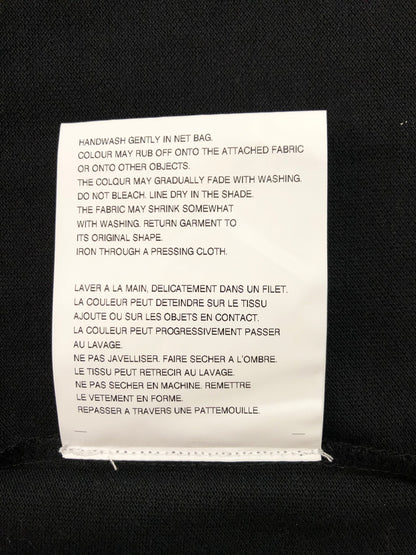 HANDWASH GENTLY IN NET BAG.
COLOUR MAY RUB OFF ONTO THE ATTACHED FABRIC
OR ONTO OTHER OBJECTS.
THE COLOUR MAY GRADUALLY FADE WITH WASHING.
DO NOT BLEACH. LINE DRY IN THE SHADE.
THE FABRIC MAY SHRINK SOMEWHAT
WITH WASHING. RETURN GARMENT TO
ITS ORIGINAL SHAPE.
IRON THROUGH A PRESSING CLOTH.
LAVER A LA MAIN, DELICATEMENT DANS UN FILET.
LA COULEUR PEUT DETEINDRE SUR LE TISSU
AJOUTE OU SUR LES OBJETS EN CONTACT.
LA COULEUR PEUT PROGRESSIVEMENT PASSER
AU LAVAGE.
NE PAS JAVELLISER. FAIRE SECHER A L'OMBRE.
LE TISSU PEUT RETRECIR AU LAVAGE.
NE PAS SECHER EN MACHINE. REMETTRE
LE VETEMENT EN FORME.
REPASSER A TRAVERS UNE PATTEMOUILLE.